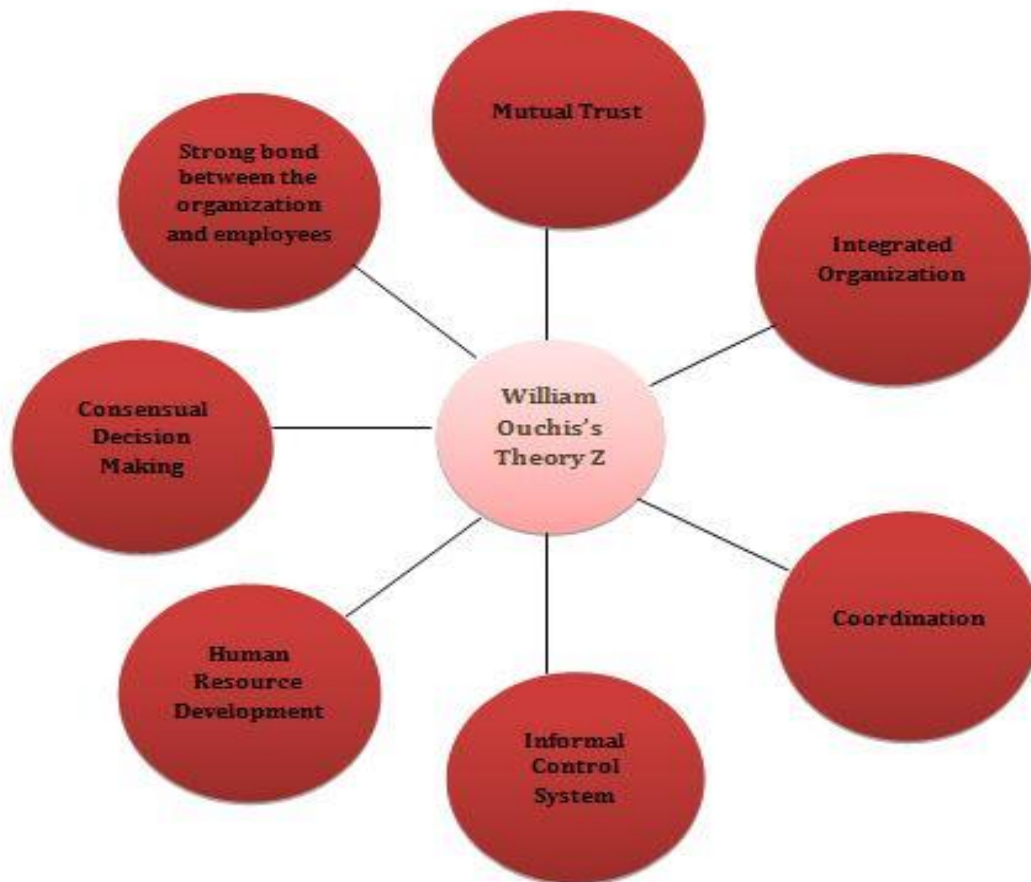 Mutual Trust
Strong bond
between the
organization
and employees
Integrated
Organization
William
Ouchis's
Theory Z
Consensual
Decision
Making
Coordination
Human
Resource
Development
Informal
Control
System